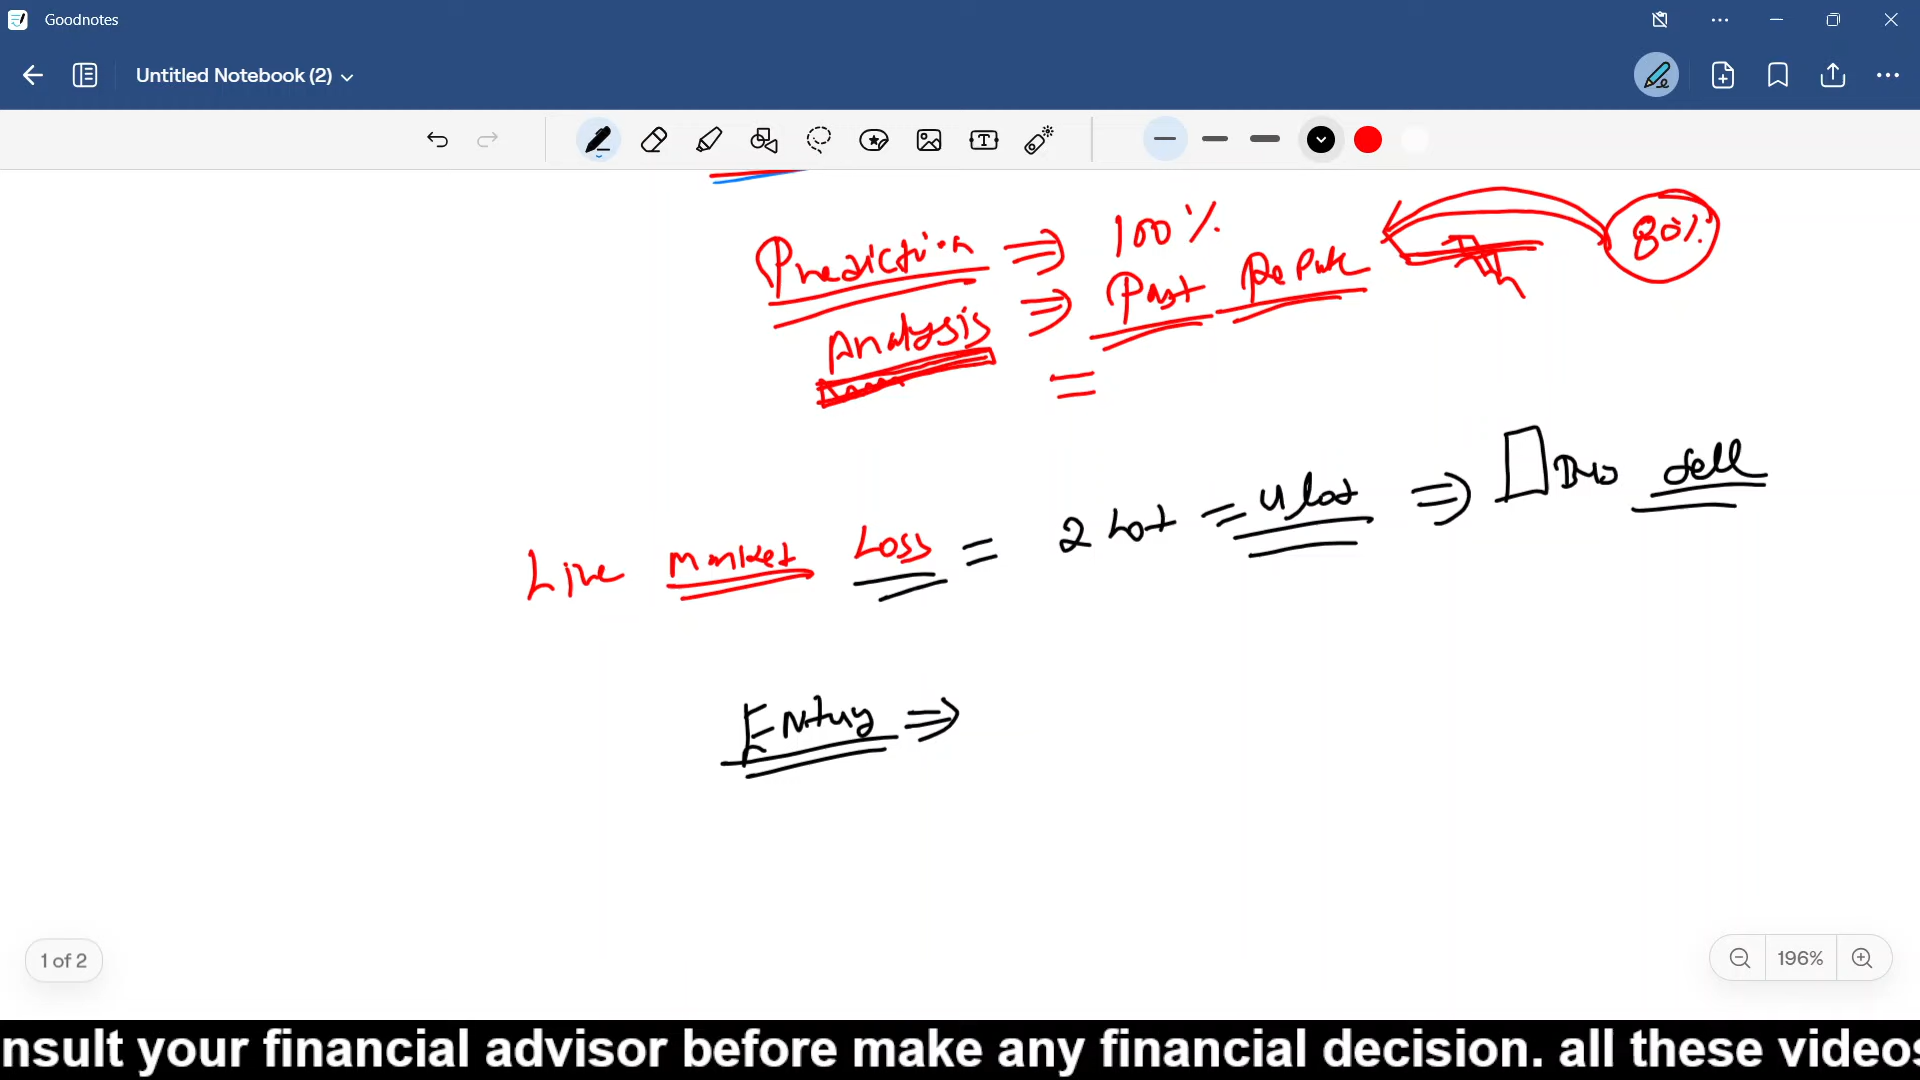 Goodnotes
Untitled Notebook (2)
Prediction ⇒ 100%
80%
Analysis ⇒ Past
=
Live market Loss = 2 Lot = 4 lot ⇒ sell
Entry ⇒
1 of 2
196%
nsult your financial advisor before make any financial decision. all these videos